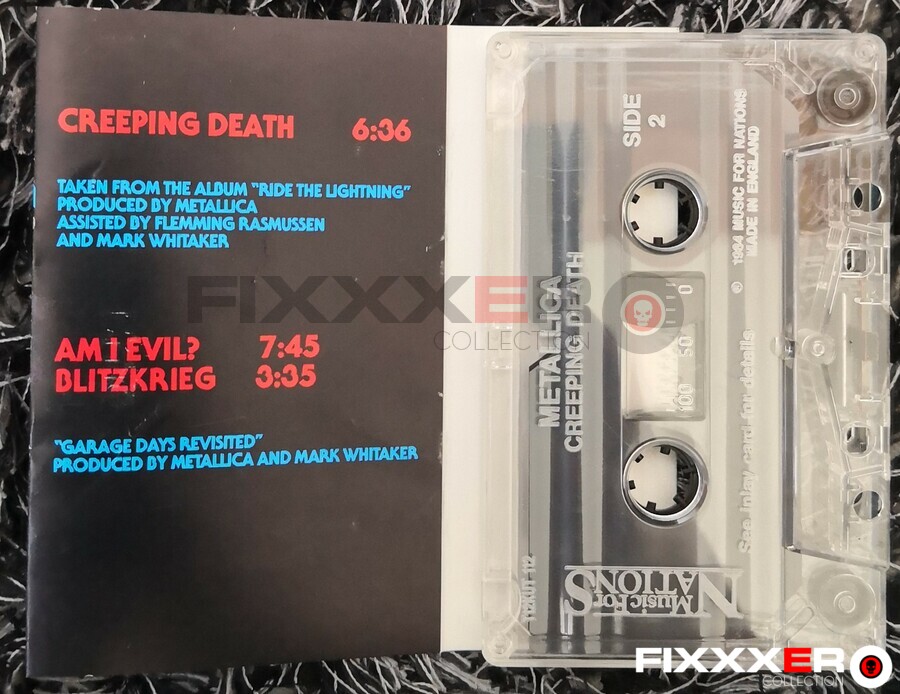 CREEPING DEATH 6:36
TAKEN FROM THE ALBUM "RIDE THE LIGHTNING"
PRODUCED BY METALLICA
ASSISTED BY FLEMMING RASMUSSEN
AND MARK WHITAKER
AM I EVIL? 7:45
BLITZKRIEG 3:35
"GARAGE DAYS REVISITED"
PRODUCED BY METALLICA AND MARK WHITAKER
SIDE
2
METALLICA
CREEPING DEATH
0
50
100
℗ 1984 MUSIC FOR NATIONS
MADE IN ENGLAND
See inlay card for details
MUSIC FOR
NATIONS
FIXXXERO
COLLECTION
FIXXXERO
COLLECTION